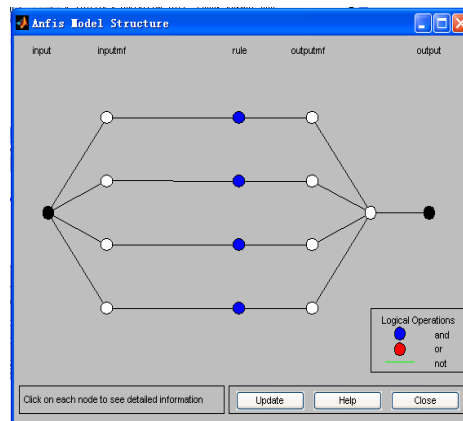 Anfis Model Structure
input inputmf rule outputmf output
Logical Operations
and
or
not
Click on each node to see detailed information
Update Help Close